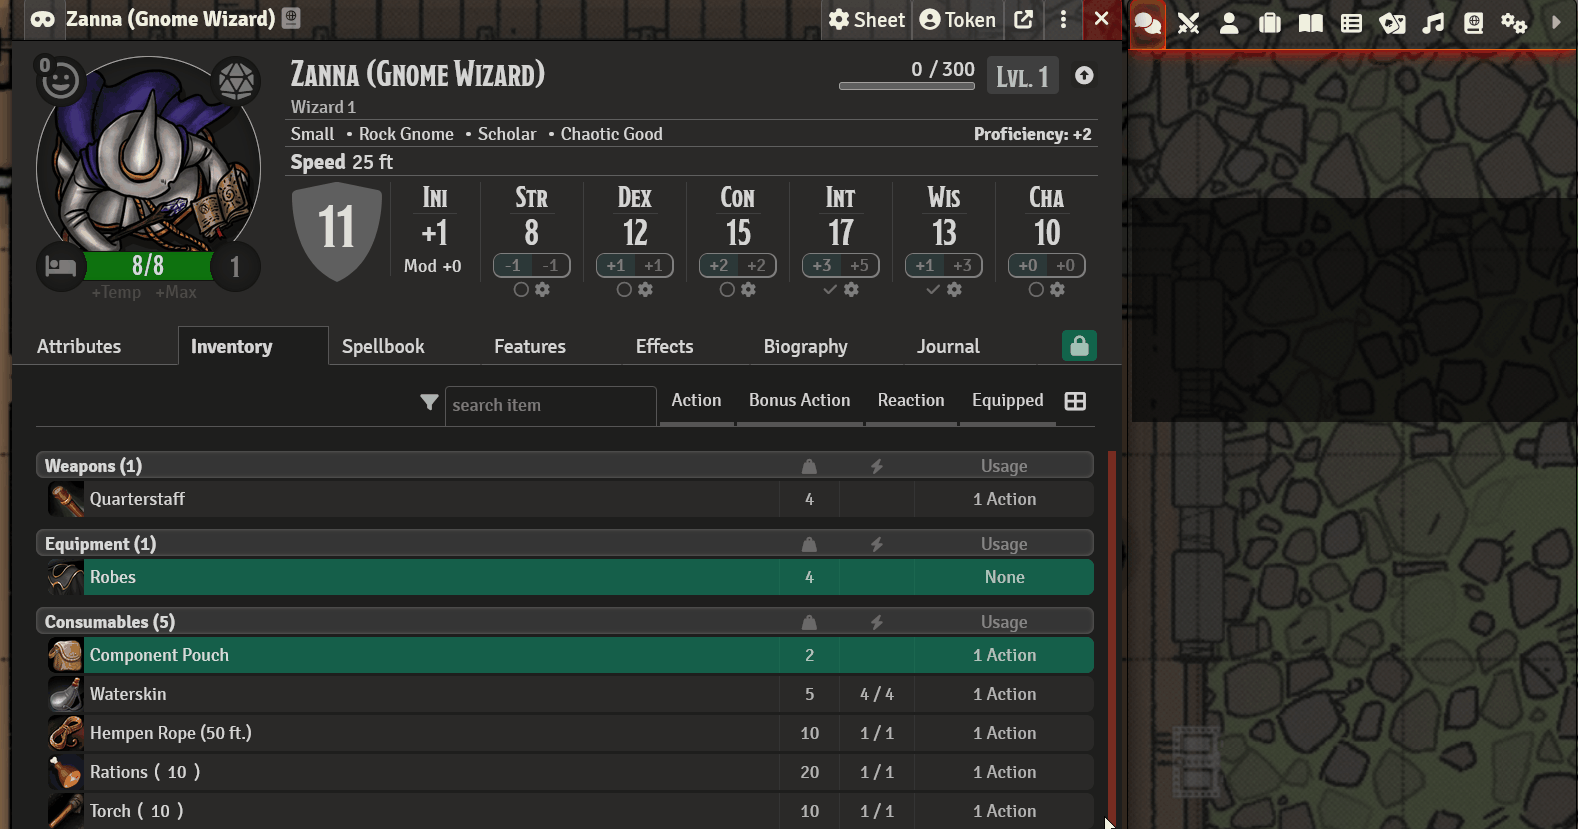 Zanna (Gnome Wizard) Sheet Token
0 Zanna (Gnome Wizard) 0 / 300 Lvl. 1
Wizard 1
Small • Rock Gnome • Scholar • Chaotic Good Proficiency: +2
Speed 25 ft
11 Ini Str Dex Con Int Wis Cha
+1 8 12 15 17 13 10
8/8 1 Mod +0 -1 -1 +1 +1 +2 +2 +3 +5 +1 +3 +0 +0
+Temp +Max
Attributes Inventory Spellbook Features Effects Biography Journal
search item Action Bonus Action Reaction Equipped
Weapons (1) Usage
Quarterstaff 4 1 Action
Equipment (1) Usage
Robes 4 None
Consumables (5) Usage
Component Pouch 2 1 Action
Waterskin 5 4 / 4 1 Action
Hempen Rope (50 ft.) 10 1 / 1 1 Action
Rations ( 10 ) 20 1 / 1 1 Action
Torch ( 10 ) 10 1 / 1 1 Action